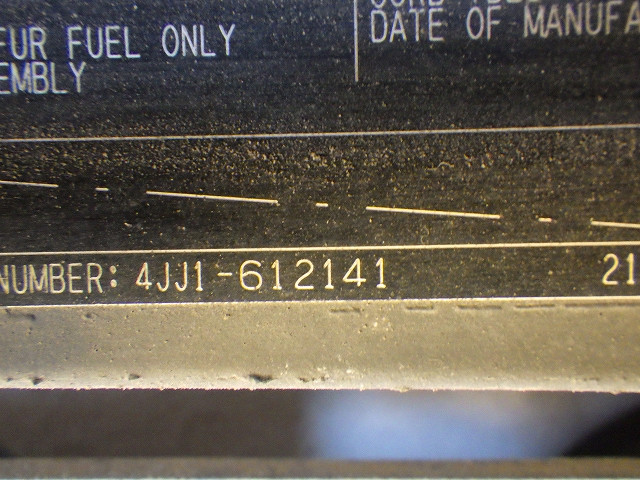 FUR FUEL ONLY
EMBLY
DATE OF MANUFA
NUMBER: 4JJ1-612141 21